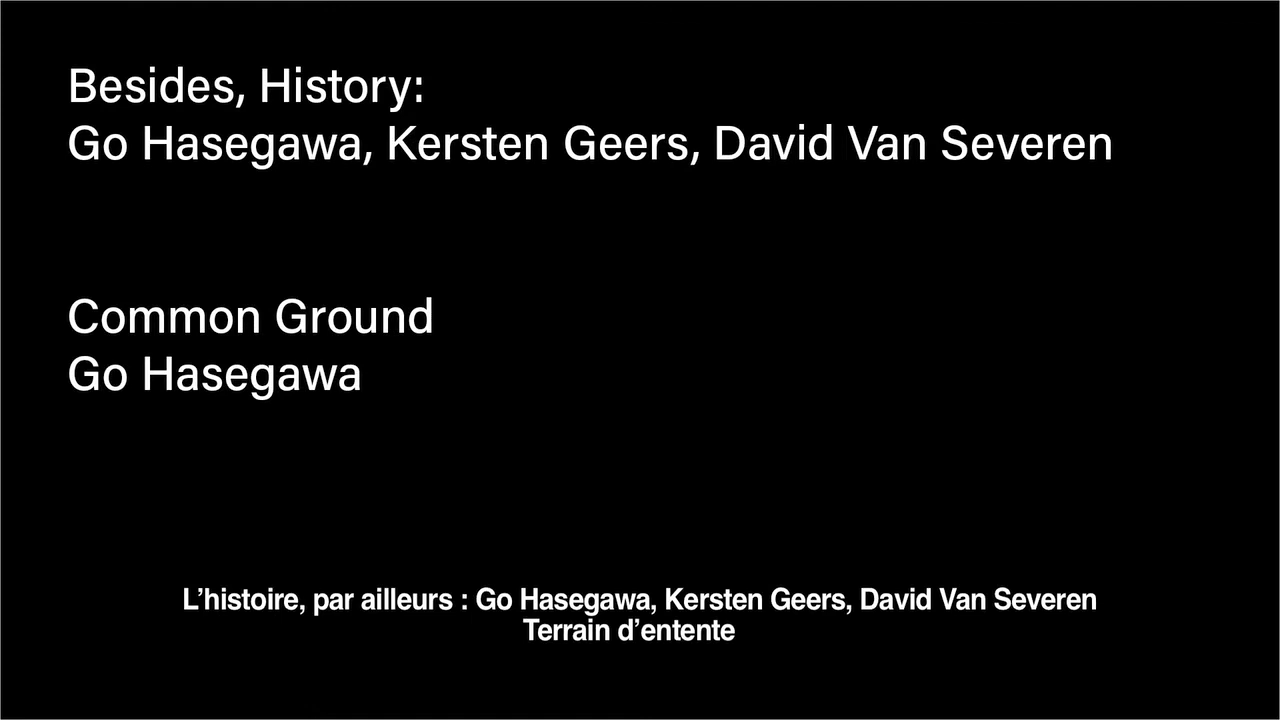 Besides, History:
Go Hasegawa, Kersten Geers, David Van Severen
Common Ground
Go Hasegawa
L’histoire, par ailleurs : Go Hasegawa, Kersten Geers, David Van Severen
Terrain d’entente